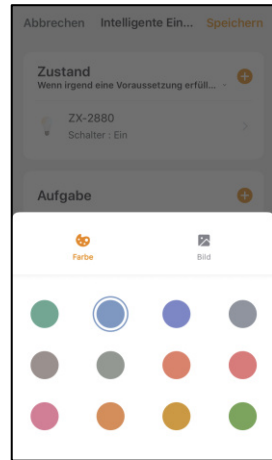 Abbrechen Intelligente Ein... Speichern
Zustand
Wenn irgend eine Voraussetzung erfüll...
ZX-2880
Schalter : Ein
Aufgabe
Farbe Bild